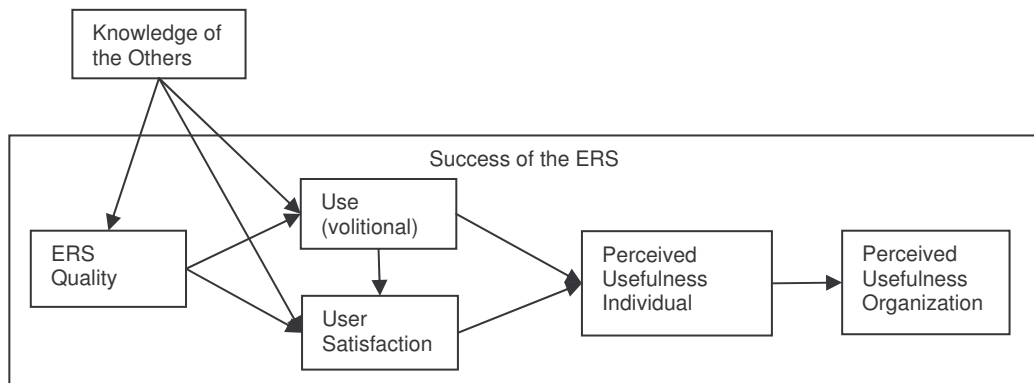 Knowledge of
the Others
Success of the ERS
Use
(volitional)
ERS
Quality
User
Satisfaction
Perceived
Usefulness
Individual
Perceived
Usefulness
Organization